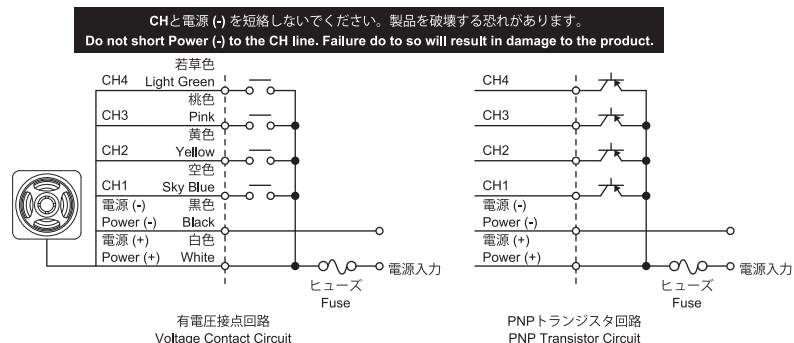 CHと電源 (-) を短絡しないでください。製品を破壊する恐れがあります。
Do not short Power (-) to the CH line. Failure do to so will result in damage to the product.
若草色
CH4 Light Green
桃色
CH3 Pink
黄色
CH2 Yellow
空色
CH1 Sky Blue
電源 (-) 黒色
Power (-) Black
電源 (+) 白色
Power (+) White
電源入力
ヒューズ
Fuse
有電圧接点回路
Voltage Contact Circuit
CH4
CH3
CH2
CH1
電源 (-)
Power (-)
電源 (+)
Power (+)
電源入力
ヒューズ
Fuse
PNPトランジスタ回路
PNP Transistor Circuit